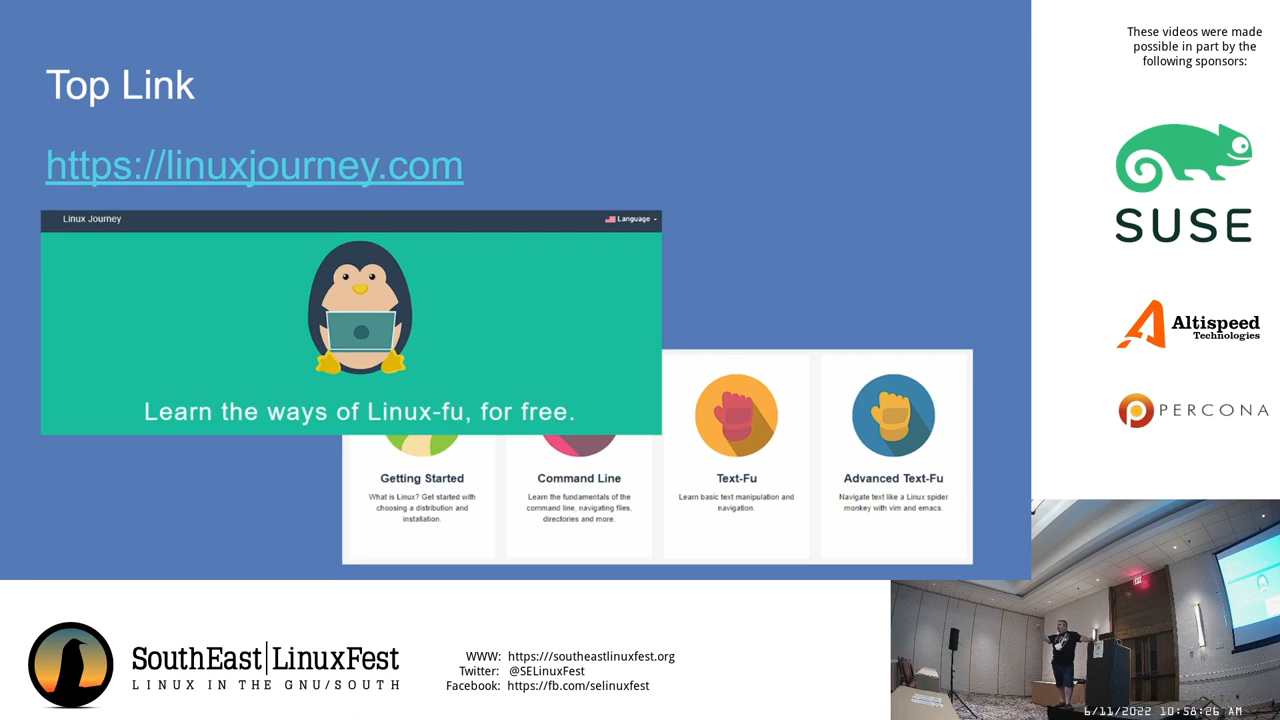 Top Link
https://linuxjourney.com
Linux Journey
Language
Learn the ways of Linux-fu, for free.
Getting Started
What is Linux? Get started with
choosing a distribution and
installation.
Command Line
Learn the fundamentals of the
command line, navigating files,
directories and more.
Text-Fu
Learn basic text manipulation and
navigation.
Advanced Text-Fu
Navigate text like a Linux spider
monkey with vim and emacs.
These videos were made
possible in part by the
following sponsors:
SUSE
Altispeed
Technologies
PERCONA
SouthEast|LinuxFest
LINUX IN THE GNU/SOUTH
WWW: https:///southeastlinuxfest.org
Twitter: @SELinuxFest
Facebook: https://fb.com/selinuxfest
6/11/2022 10:58:26 AM